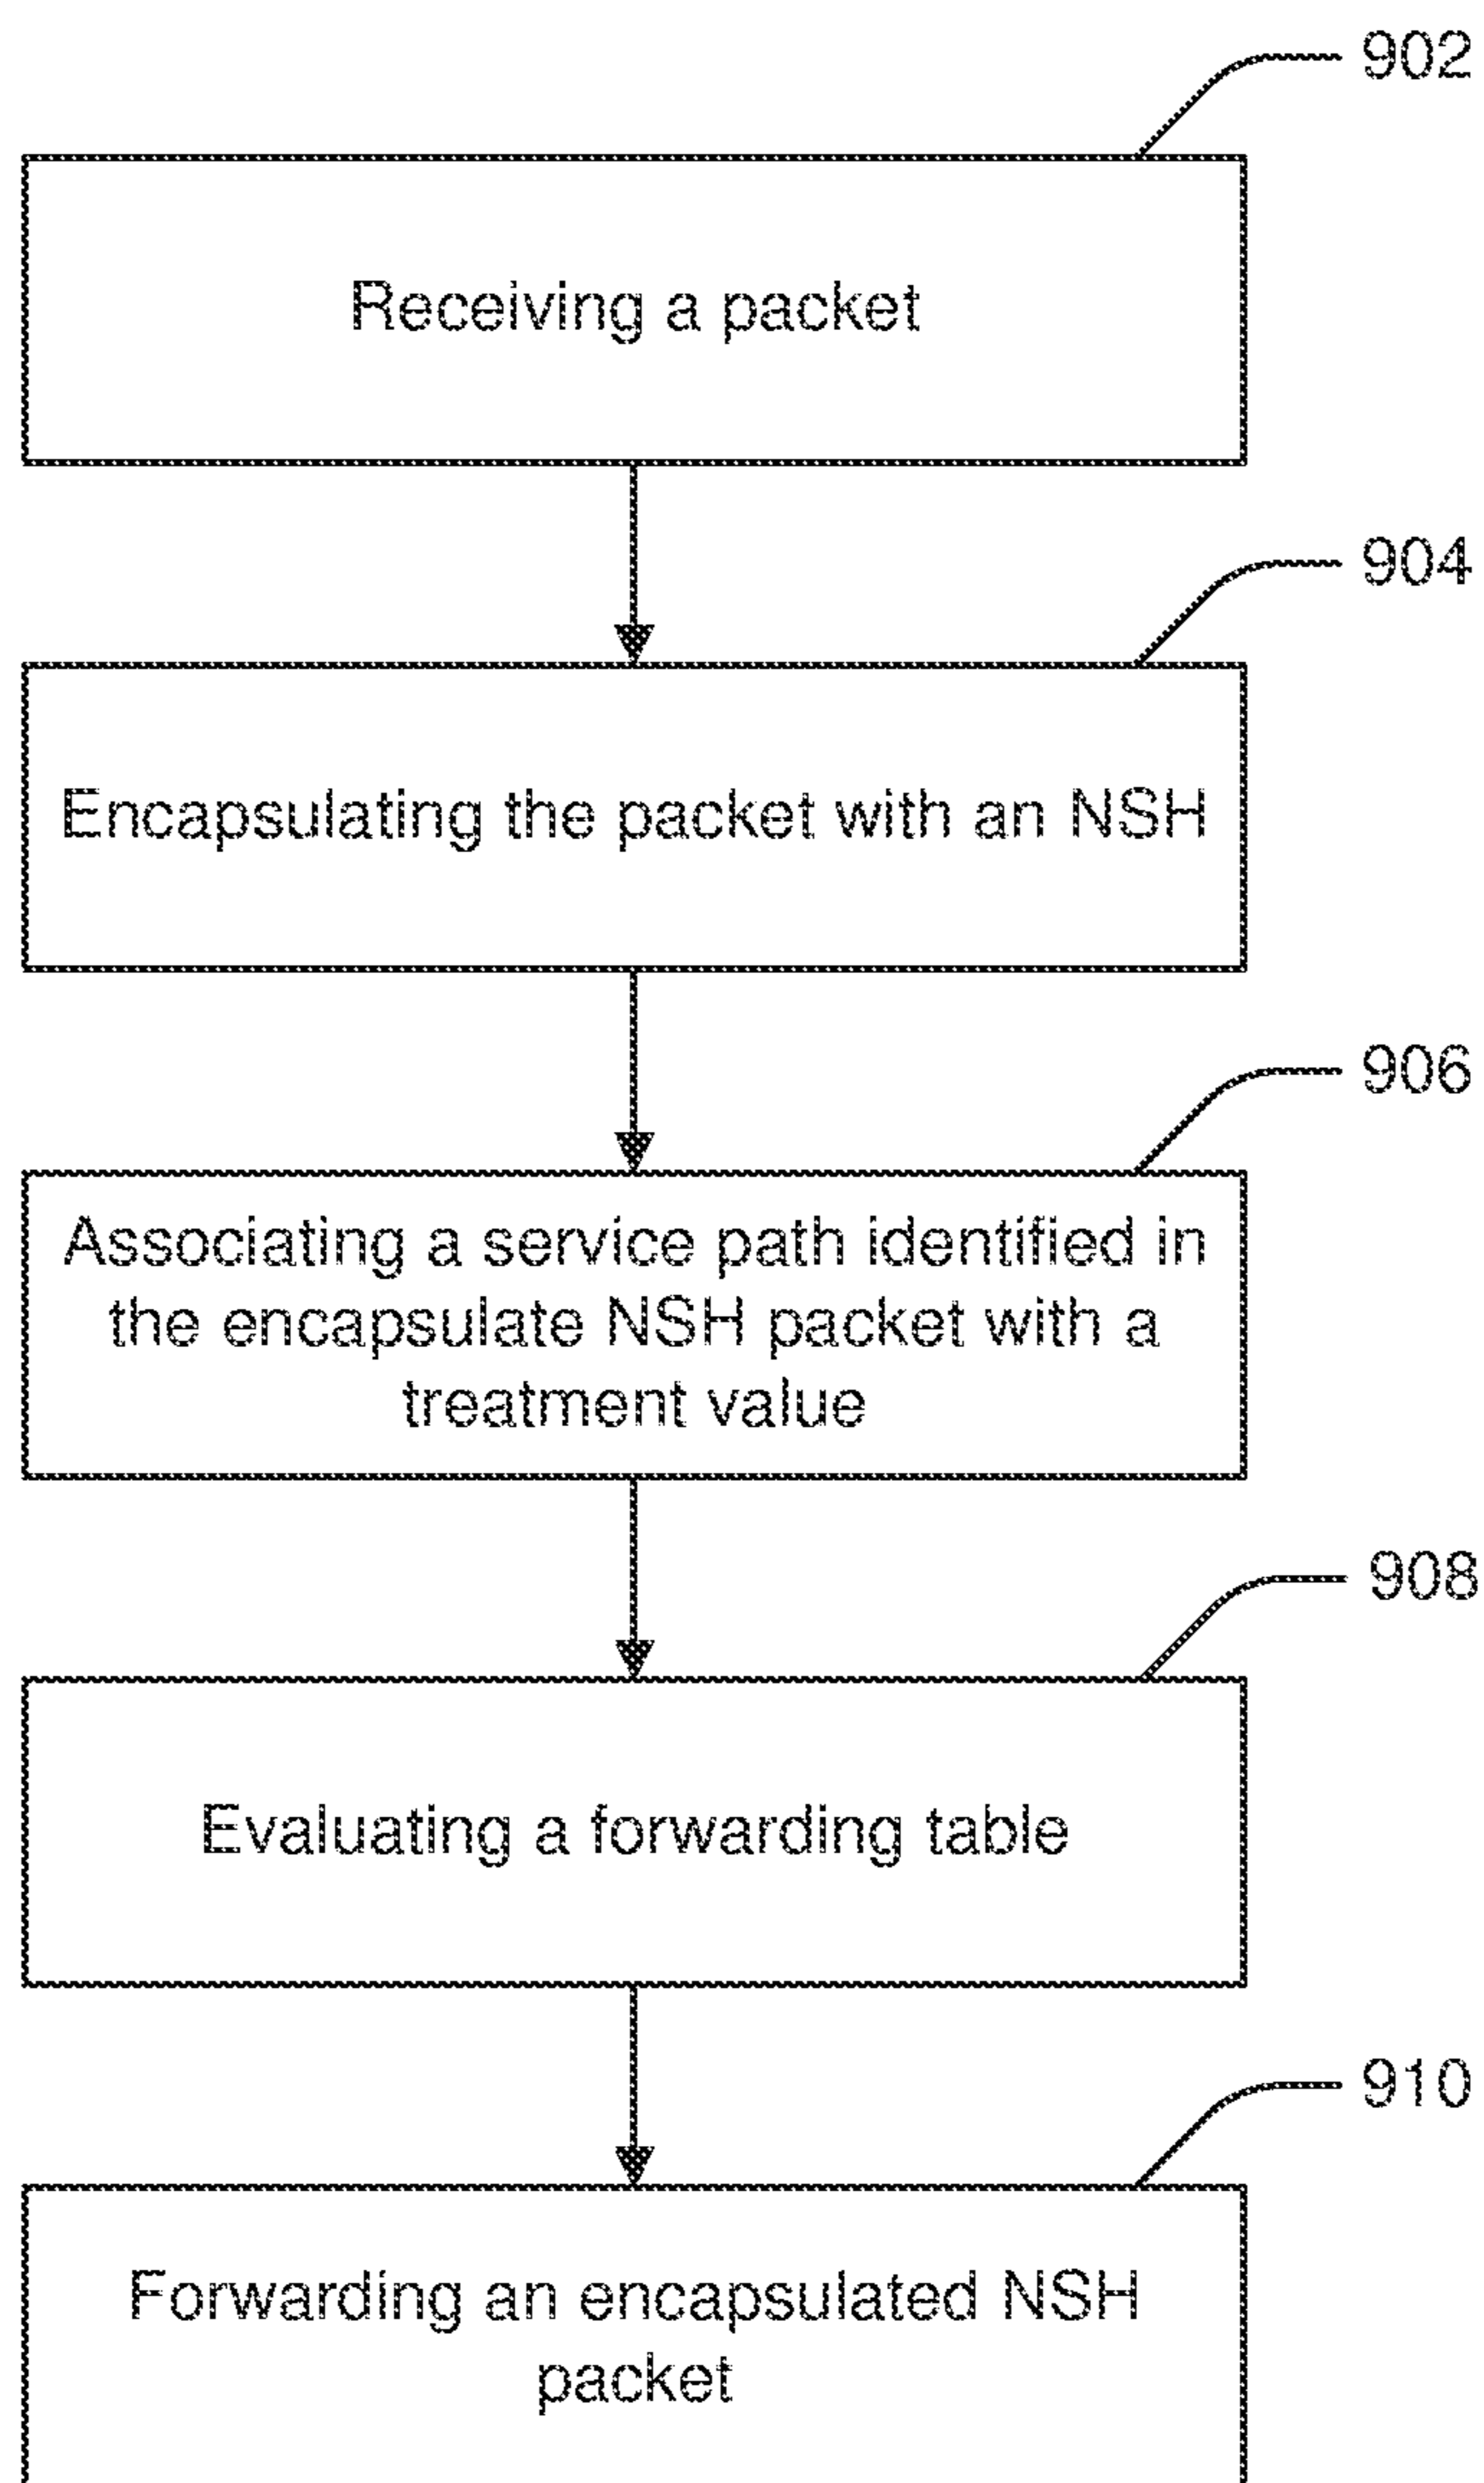 902
Receiving a packet
904
Encapsulating the packet with an NSH
906
Associating a service path identified in
the encapsulate NSH packet with a
treatment value
908
Evaluating a forwarding table
910
Forwarding an encapsulated NSH
packet